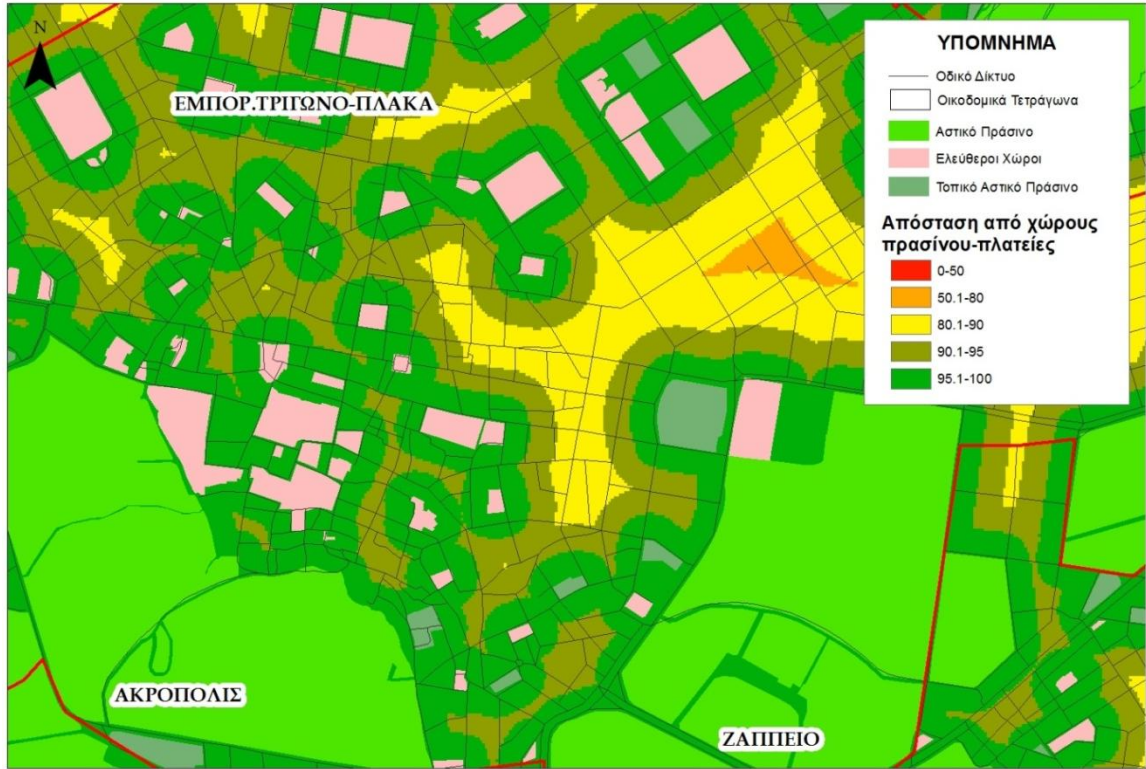 N
ΕΜΠΟΡ.ΤΡΙΓΩΝΟ-ΠΛΑΚΑ
ΑΚΡΟΠΟΛΙΣ
ΖΑΠΠΕΙΟ
ΥΠΟΜΝΗΜΑ
Οδικό Δίκτυο
Οικοδομικά Τετράγωνα
Αστικό Πράσινο
Ελεύθεροι Χώροι
Τοπικό Αστικό Πράσινο
Απόσταση από χώρους
πρασίνου-πλατείες
0-50
50.1-80
80.1-90
90.1-95
95.1-100